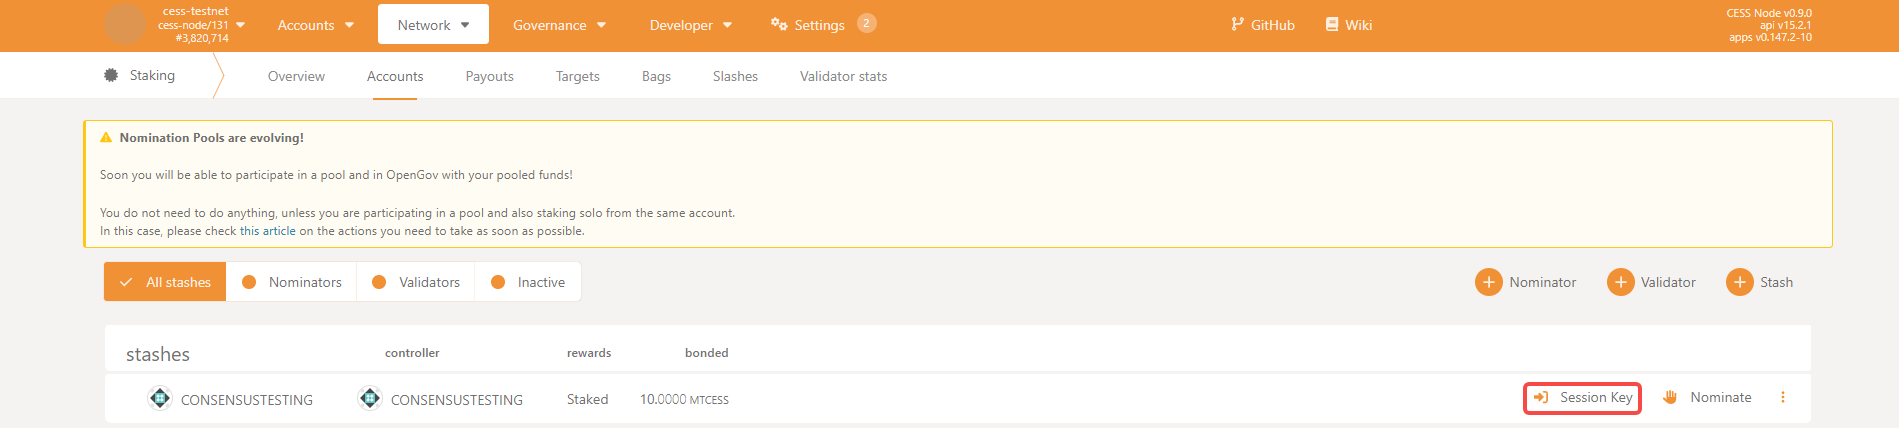 cess-testnet
cess-node/131
#3,820,714
Accounts
Network
Governance
Developer
Settings
2
GitHub
Wiki
CESS Node v0.9.0
api v15.2.1
apps v0.147.2-10
Staking
Overview
Accounts
Payouts
Targets
Bags
Slashes
Validator stats
Nomination Pools are evolving!
Soon you will be able to participate in a pool and in OpenGov with your pooled funds!
You do not need to do anything, unless you are participating in a pool and also staking solo from the same account.
In this case, please check this article on the actions you need to take as soon as possible.
All stashes
Nominators
Validators
Inactive
Nominator
Validator
Stash
stashes
controller
rewards
bonded
CONSENSUSTESTING
CONSENSUSTESTING
Staked
10.0000 MTCESS
Session Key
Nominate